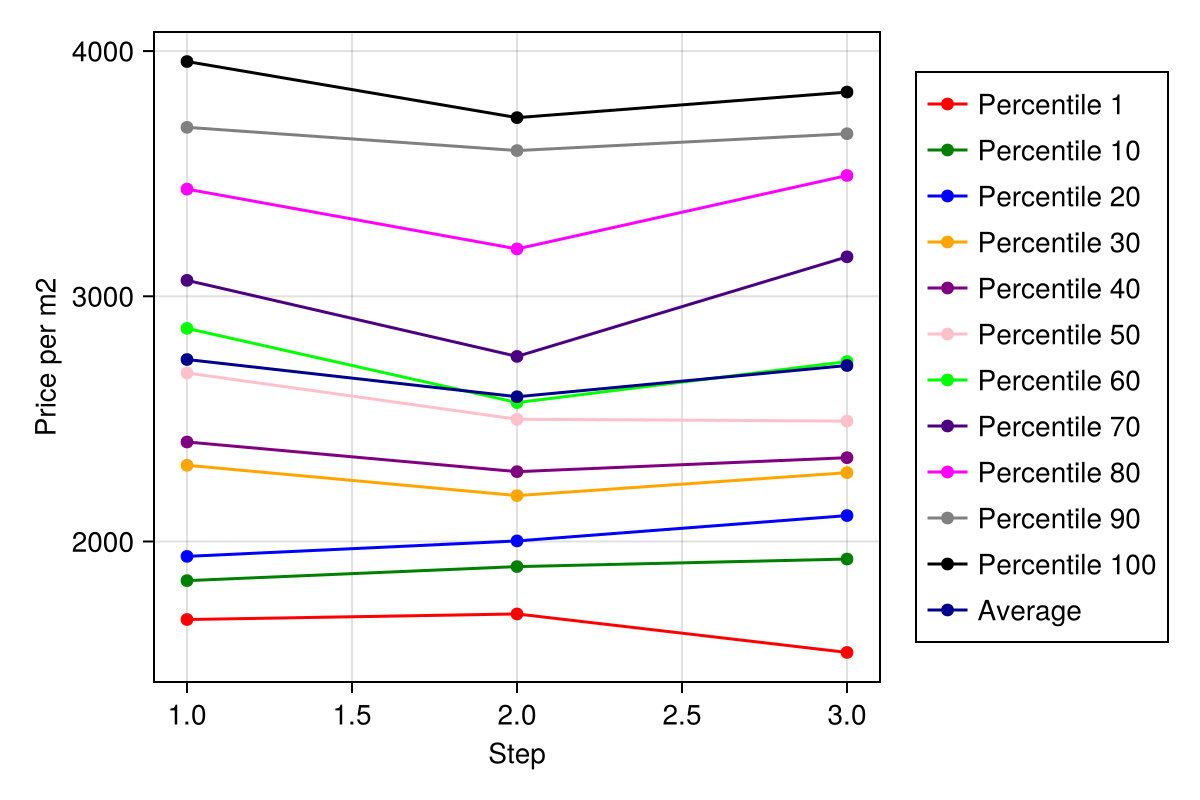 4000
3000
2000
Price per m2
1.0 1.5 2.0 2.5 3.0
Step
Percentile 1
Percentile 10
Percentile 20
Percentile 30
Percentile 40
Percentile 50
Percentile 60
Percentile 70
Percentile 80
Percentile 90
Percentile 100
Average